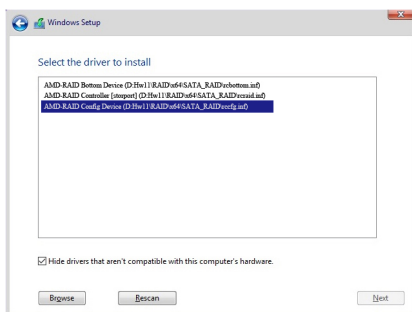 Windows Setup
Select the driver to install
AMD-RAID Bottom Device (D:\Hw11\RAID\x64\SATA_RAID\rcbottom.inf)
AMD-RAID Controller [storport] (D:\Hw11\RAID\x64\SATA_RAID\rcraid.inf)
AMD-RAID Config Device (D:\Hw11\RAID\x64\SATA_RAID\rccfg.inf)
Hide drivers that aren't compatible with this computer's hardware.
Browse
Rescan
Next